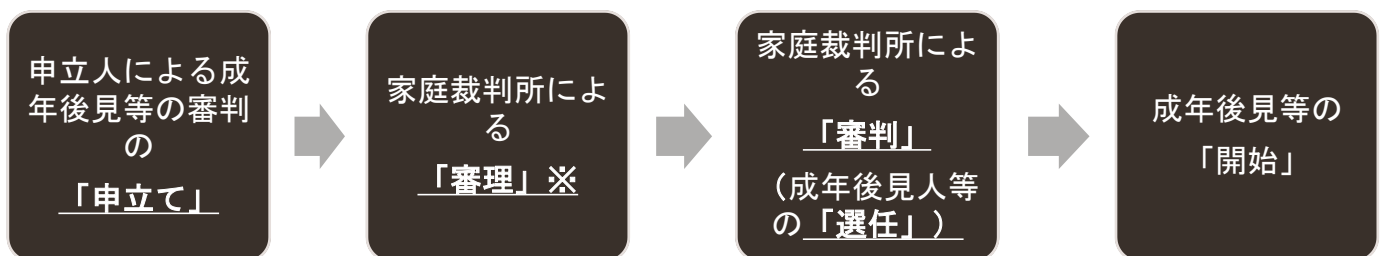 申立人による成
年後見等の審判
の
「申立て」
家庭裁判所によ
る
「審理」※
家庭裁判所によ
る
「審判」
（成年後見人等
の「選任」）
成年後見等の
「開始」